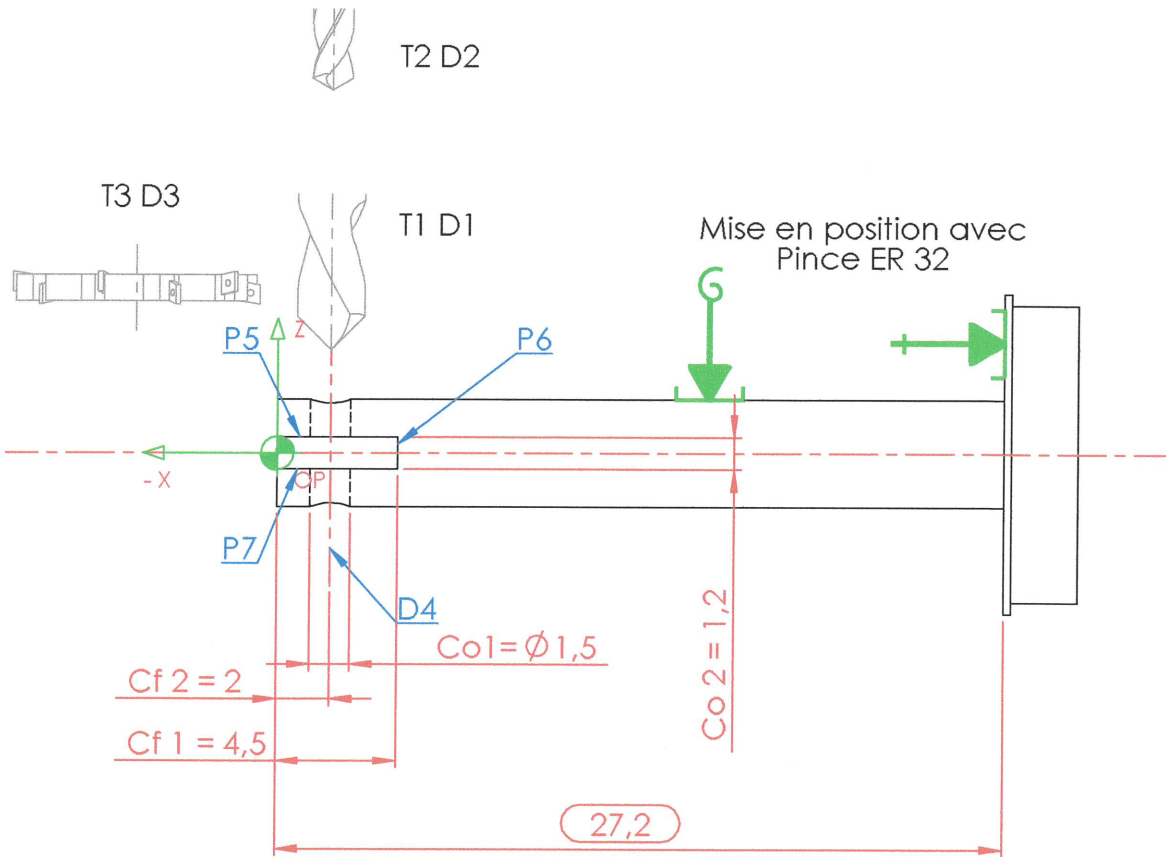 T2 D2
T3 D3
T1 D1
Mise en position avec
Pince ER 32
P5
Z
P6
- X
OP
P7
D4
Co1= Ø 1,5
Cf 2 = 2
Co 2 = 1,2
Cf 1 = 4,5
27,2